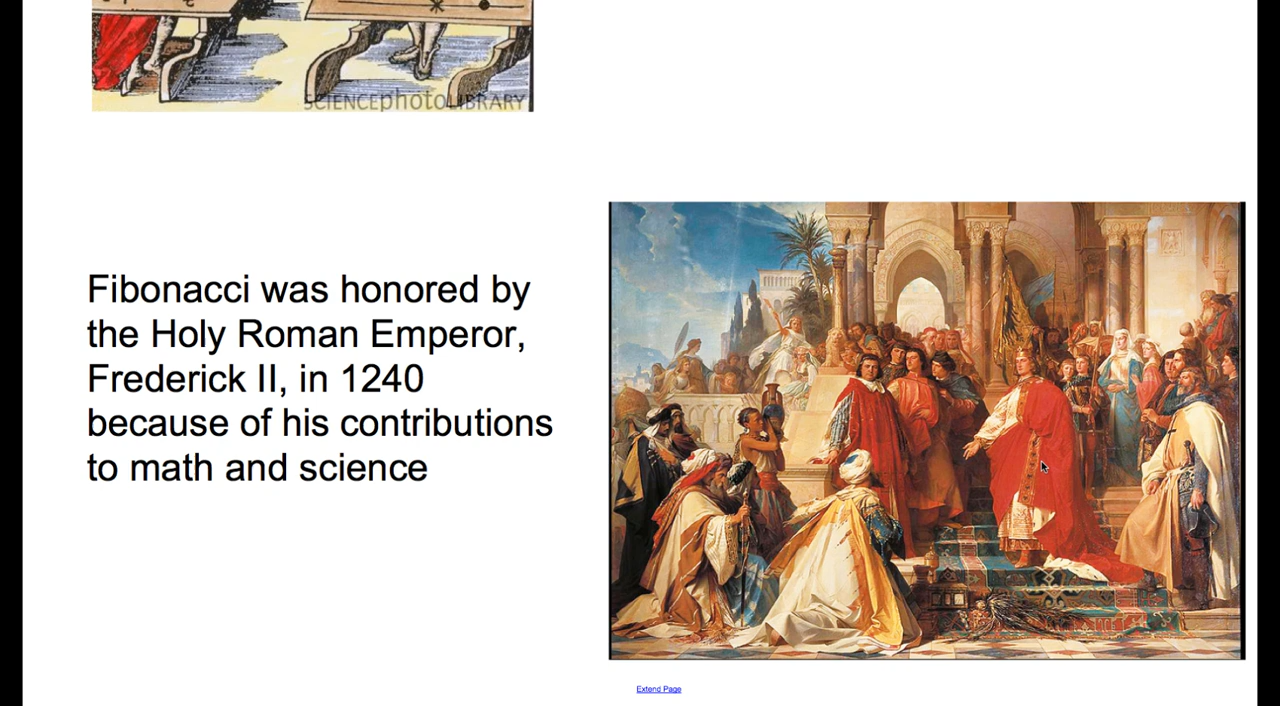 SCIENCEphotoLIBRARY
Fibonacci was honored by
the Holy Roman Emperor,
Frederick II, in 1240
because of his contributions
to math and science
Extend Page